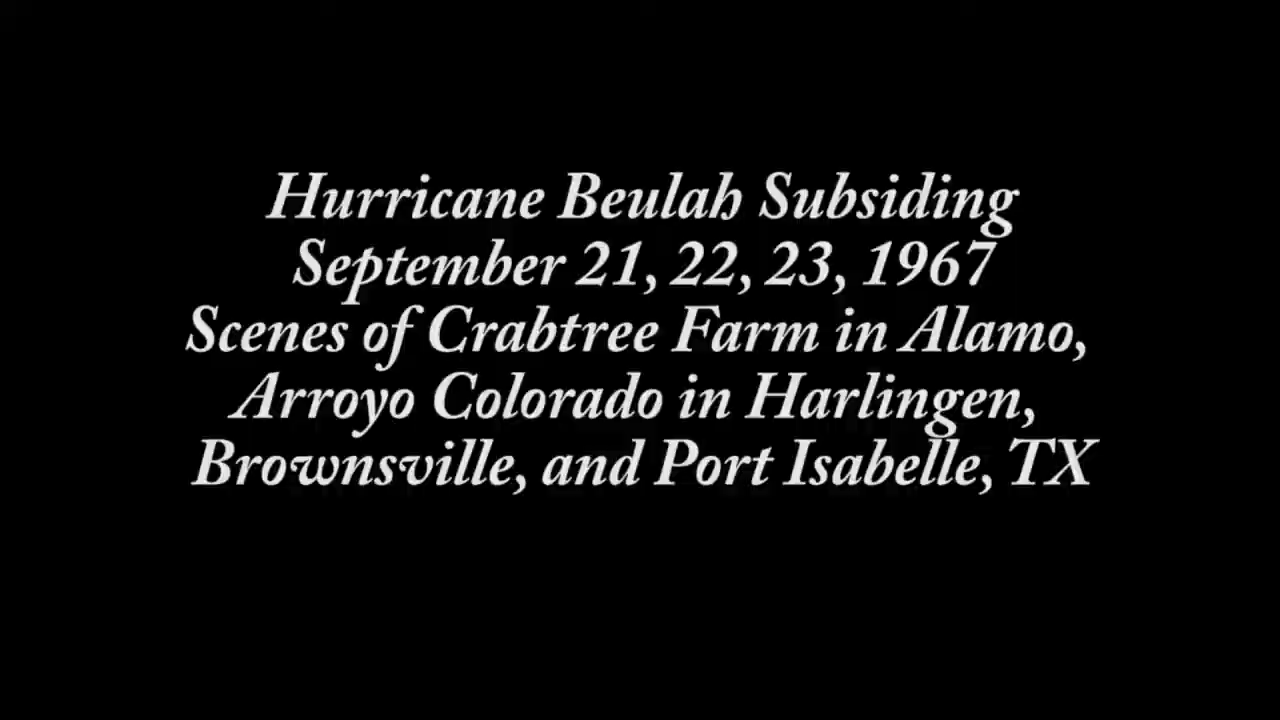 Hurricane Beulah Subsiding
September 21, 22, 23, 1967
Scenes of Crabtree Farm in Alamo,
Arroyo Colorado in Harlingen,
Brownsville, and Port Isabelle, TX